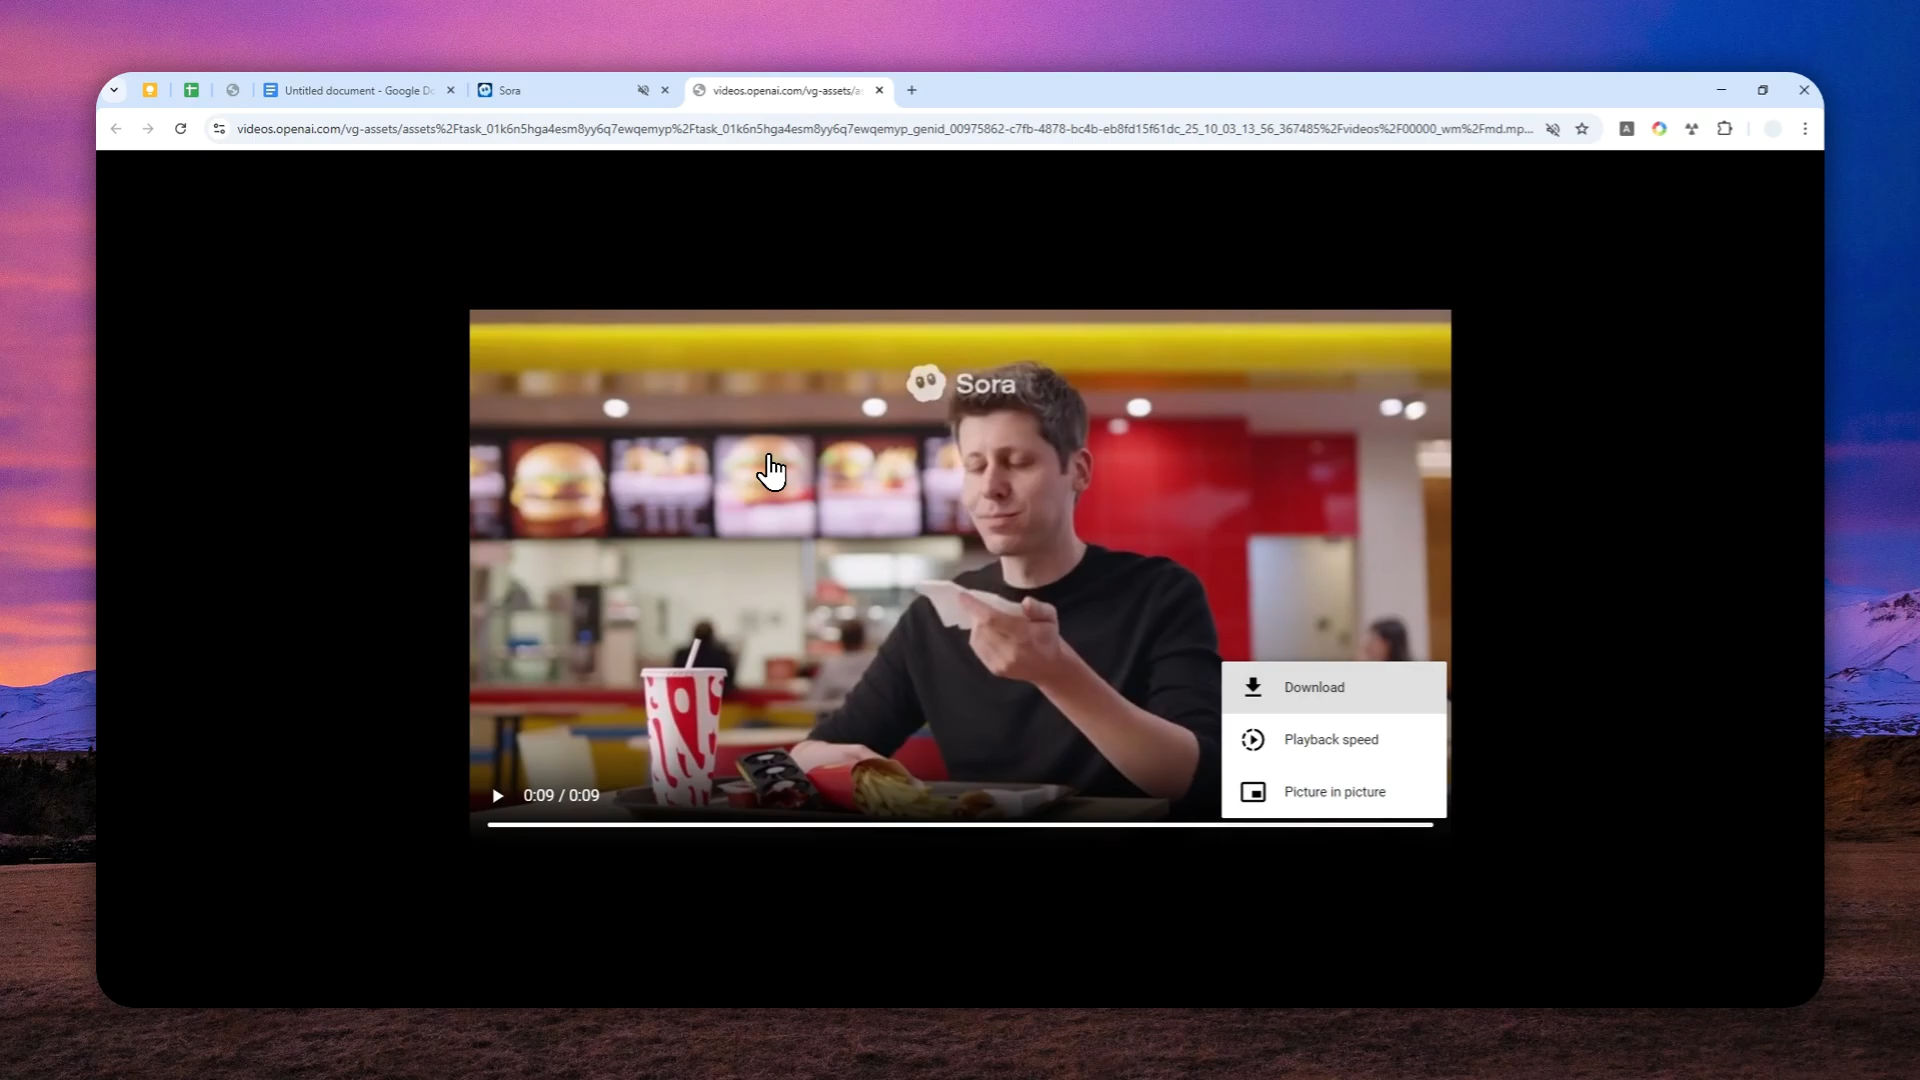 Untitled document - Google Do
Sora
videos.openai.com/vg-assets/a
videos.openai.com/vg-assets/assets%2Ftask_01k6n5hga4esm8yy6q7ewqemyp%2Ftask_01k6n5hga4esm8yy6q7ewqemyp_genid_00975862-c7fb-4878-bc4b-eb8fd15f61dc_25_10_03_13_56_367485%2Fvideos%2F00000_wm%2Fmd.mp...
Sora
Download
Playback speed
Picture in picture
0:09 / 0:09